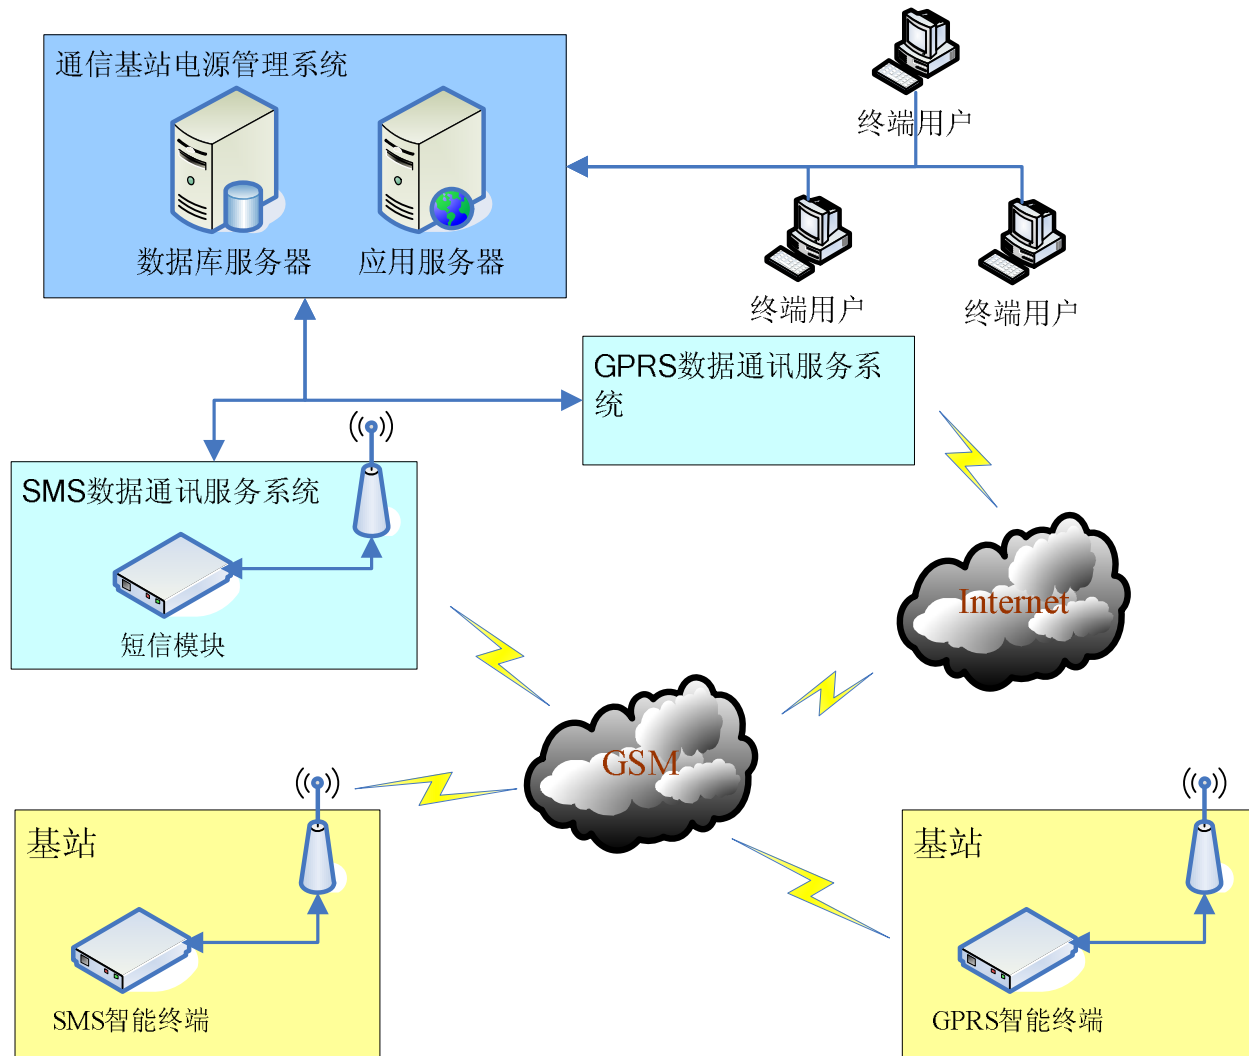 通信基站电源管理系统
数据库服务器
应用服务器
终端用户
终端用户
终端用户
GPRS数据通讯服务系
统
SMS数据通讯服务系统
短信模块
Internet
GSM
基站
SMS智能终端
基站
GPRS智能终端